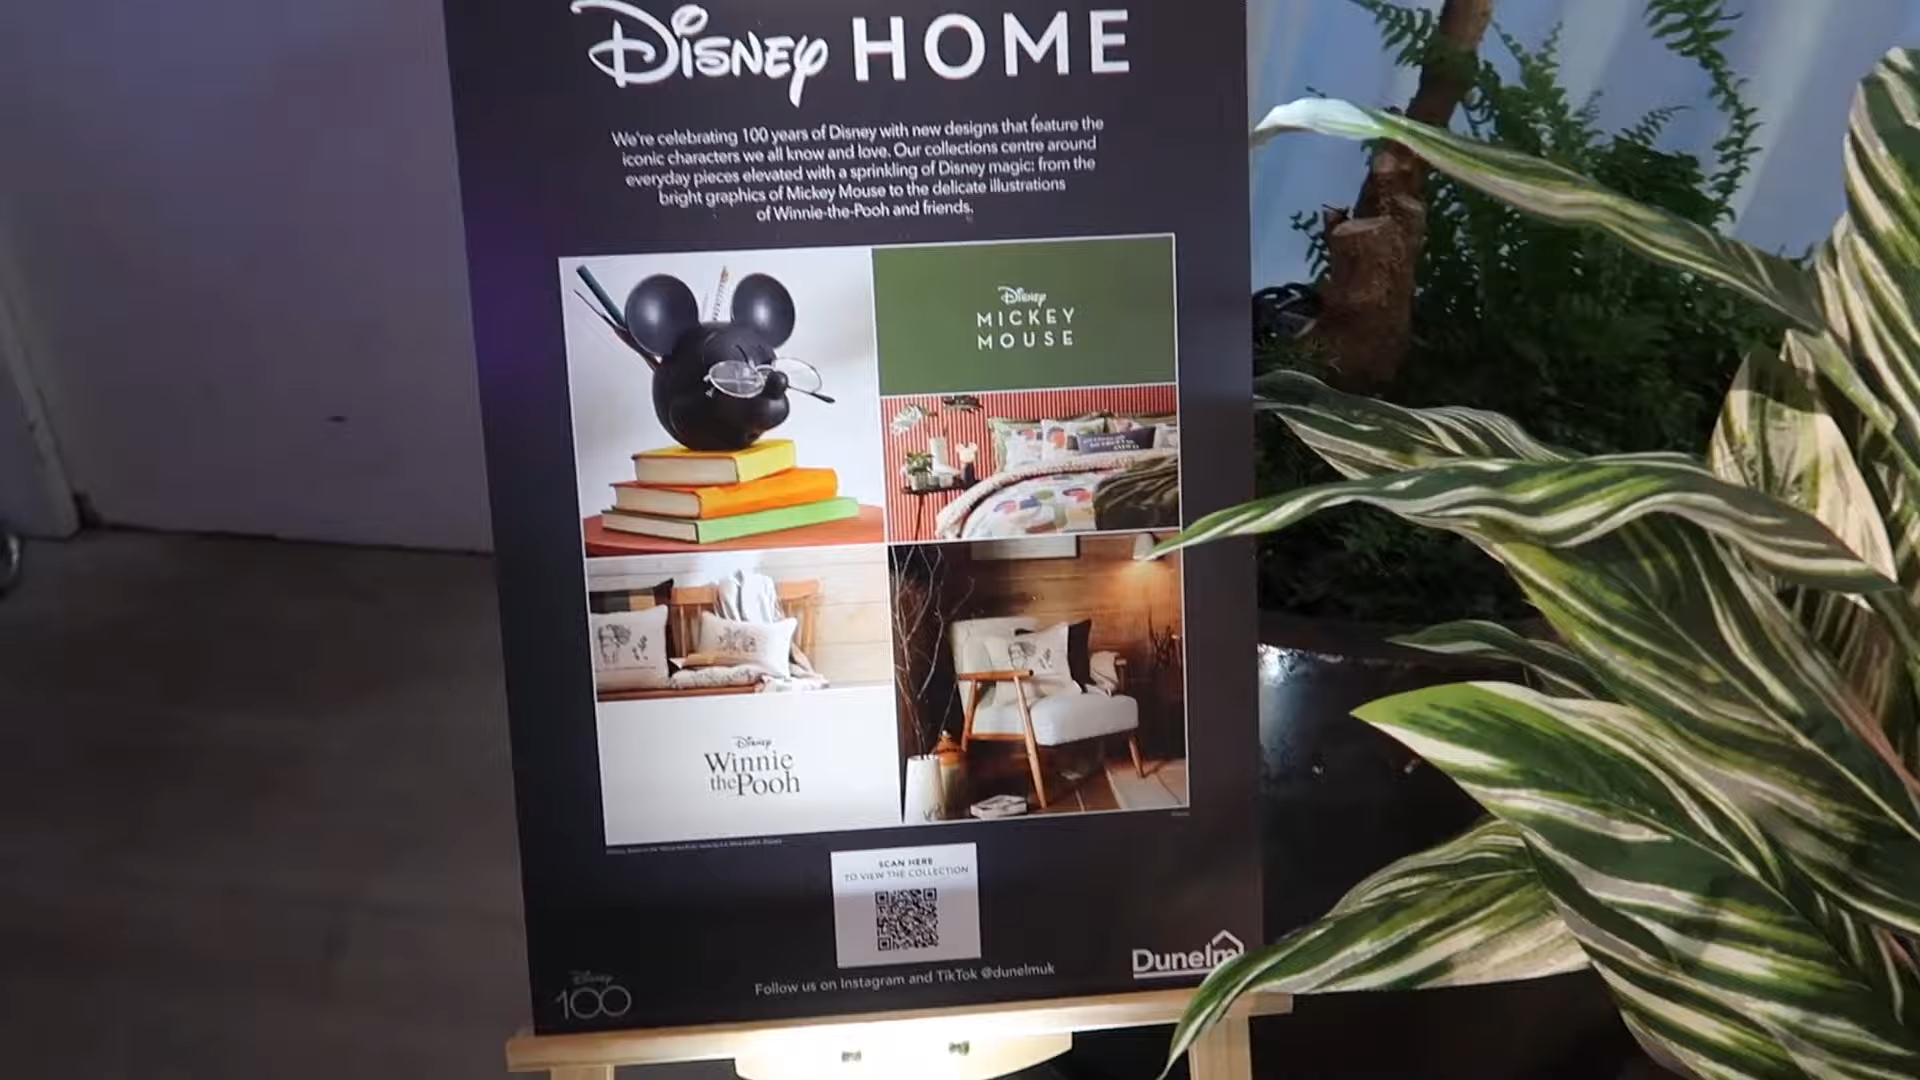 Disney HOME
We're celebrating 100 years of Disney with new designs that feature the
iconic characters we all know and love. Our collections centre around
everyday pieces elevated with a sprinkling of Disney magic: from the
bright graphics of Mickey Mouse to the delicate illustrations
of Winnie-the-Pooh and friends.
Disney
MICKEY
MOUSE
Disney
Winnie
the Pooh
SCAN HERE
TO VIEW THE COLLECTION
Follow us on Instagram and TikTok @dunelmuk
Dunelm
Disney
100